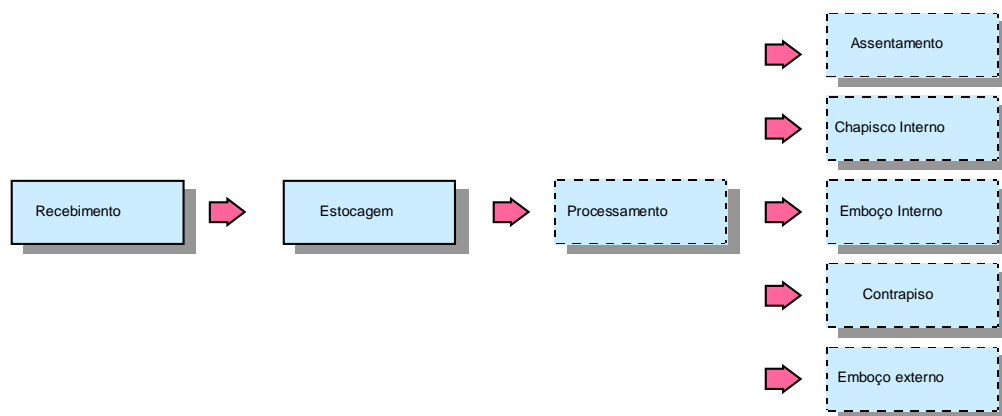 Assentamento
Chapisco Interno
Recebimento
Estocagem
Processamento
Emboço Interno
Contrapiso
Emboço externo